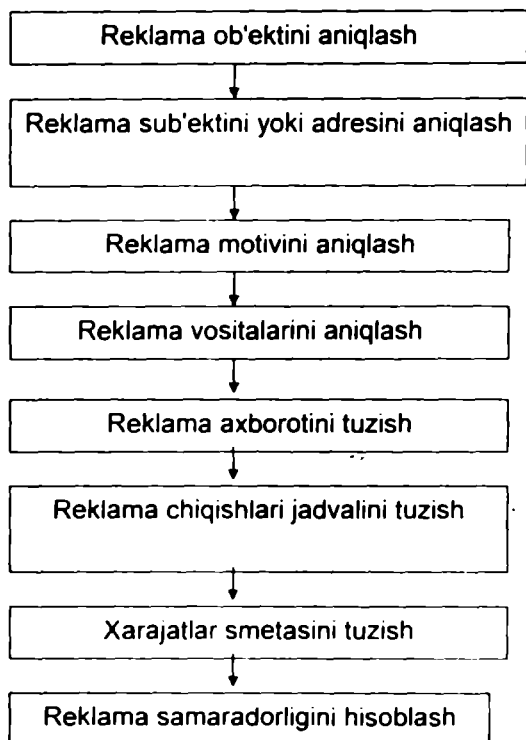 Reklama ob'ektini aniqlash
Reklama sub'ektini yoki adresini aniqlash
Reklama motivini aniqlash
Reklama vositalarini aniqlash
Reklama axborotini tuzish
Reklama chiqishlari jadvalini tuzish
Xarajatlar smetasini tuzish
Reklama samaradorligini hisoblash